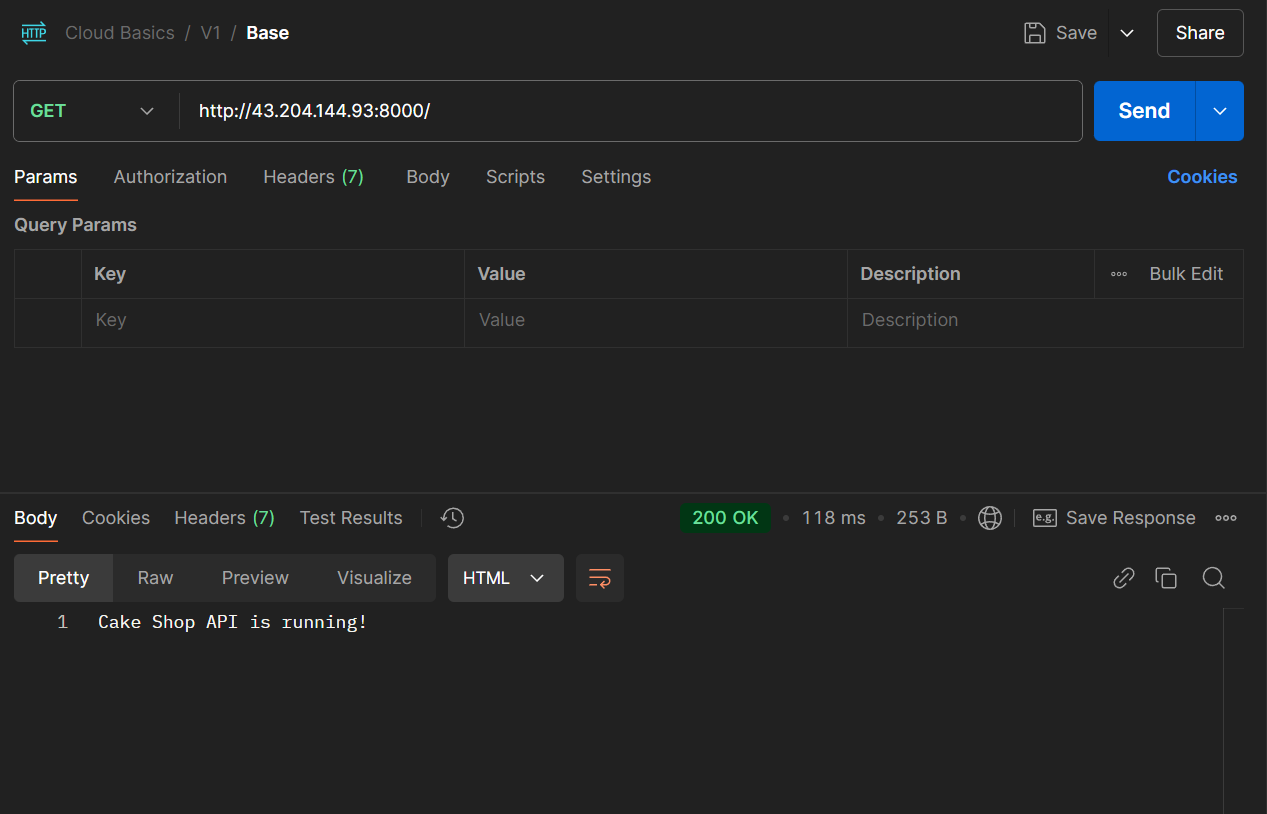 HTTP Cloud Basics / V1 / Base Save Share
GET http://43.204.144.93:8000/ Send
Params Authorization Headers (7) Body Scripts Settings Cookies
Query Params
Key Value Description Bulk Edit
Key Value Description
Body Cookies Headers (7) Test Results 200 OK 118 ms 253 B e.g. Save Response
Pretty Raw Preview Visualize HTML
1 Cake Shop API is running!